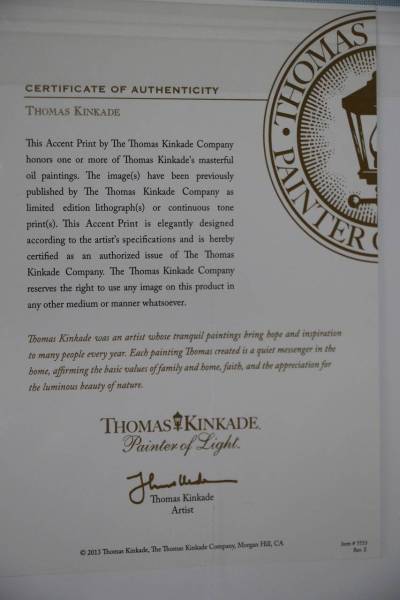 THOMAS
PAINTER O
CERTIFICATE OF AUTHENTICITY
THOMAS KINKADE
This Accent Print by The Thomas Kinkade Company
honors one or more of Thomas Kinkade's masterful
oil paintings. The image(s) have been previously
published by The Thomas Kinkade Company as
limited edition lithograph(s) or continuous tone
print(s). This Accent Print is elegantly designed
according to the artist's specifications and is hereby
certified as an authorized issue of The Thomas
Kinkade Company. The Thomas Kinkade Company
reserves the right to use any image on this product in
any other medium or manner whatsoever.
Thomas Kinkade was an artist whose tranquil paintings bring hope and inspiration
to many people every year. Each painting Thomas created is a quiet messenger in the
home, affirming the basic values of family and home, faith, and the appreciation for
the luminous beauty of nature.
THOMAS KINKADE
Painter of Light
Thomas Kinkade
Artist
© 2013 Thomas Kinkade, The Thomas Kinkade Company, Morgan Hill, CA
Item #
Rev. E